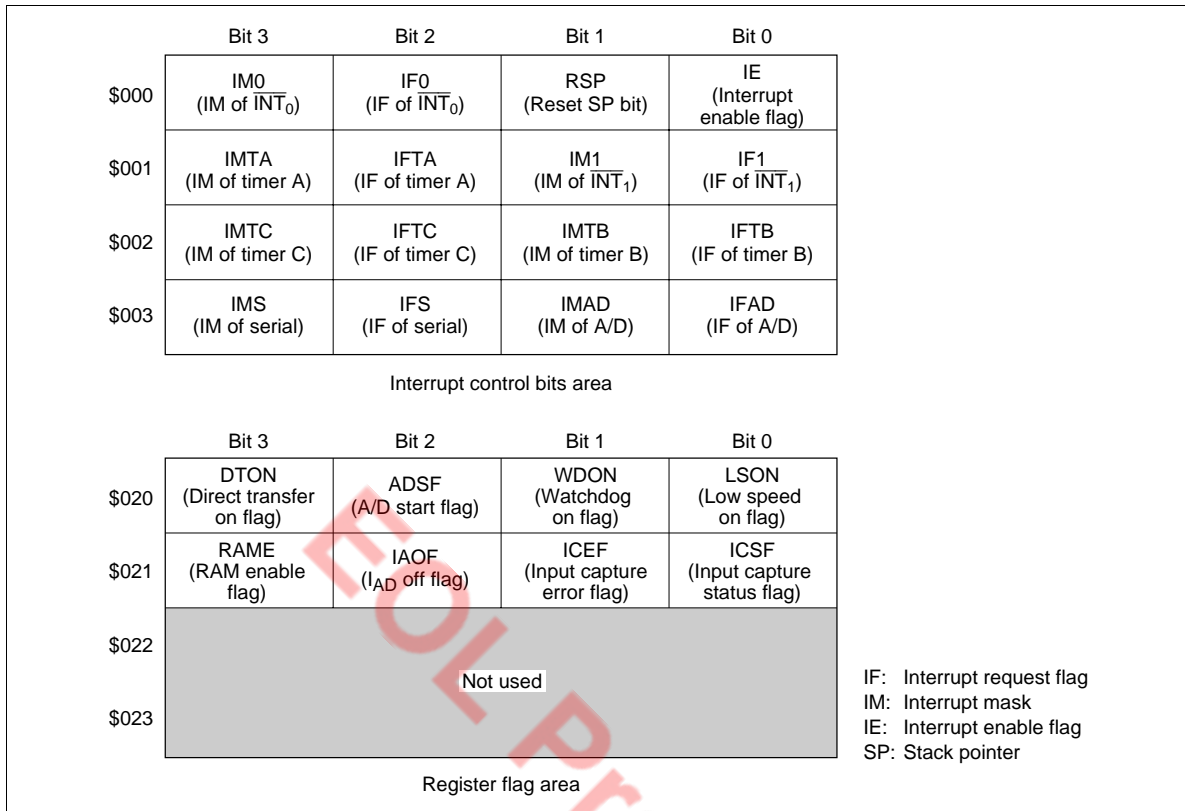 Bit 3 Bit 2 Bit 1 Bit 0
$000
IM0
(IM of INT0)
IF0
(IF of INT0)
RSP
(Reset SP bit)
IE
(Interrupt
enable flag)
$001
IMTA
(IM of timer A)
IFTA
(IF of timer A)
IM1
(IM of INT1)
IF1
(IF of INT1)
$002
IMTC
(IM of timer C)
IFTC
(IF of timer C)
IMTB
(IM of timer B)
IFTB
(IF of timer B)
$003
IMS
(IM of serial)
IFS
(IF of serial)
IMAD
(IM of A/D)
IFAD
(IF of A/D)
Interrupt control bits area
Bit 3 Bit 2 Bit 1 Bit 0
$020
DTON
(Direct transfer
on flag)
ADSF
(A/D start flag)
WDON
(Watchdog
on flag)
LSON
(Low speed
on flag)
$021
RAME
(RAM enable
flag)
IAOF
(IAD off flag)
ICEF
(Input capture
error flag)
ICSF
(Input capture
status flag)
$022
Not used
$023
Register flag area
IF: Interrupt request flag
IM: Interrupt mask
IE: Interrupt enable flag
SP: Stack pointer
EOL Pr